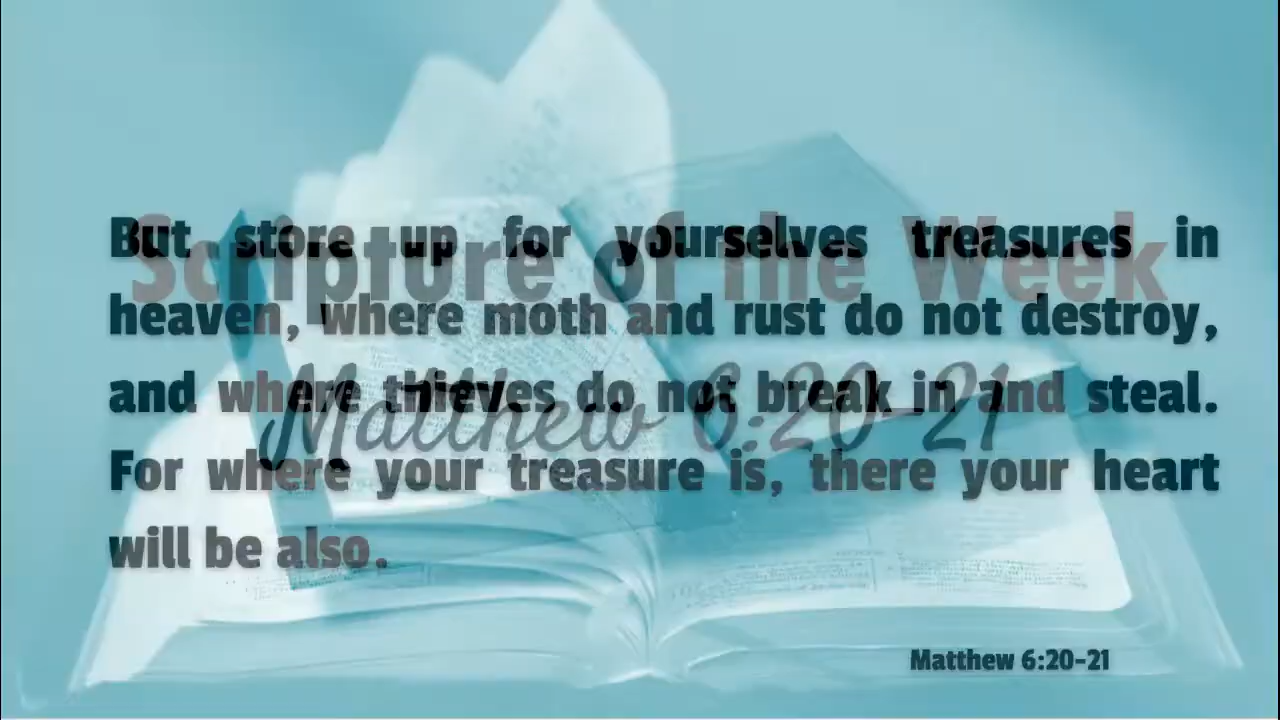 Scripture of the Week
But store up for yourselves treasures in
heaven, where moth and rust do not destroy,
and where thieves do not break in and steal.
Matthew 6:20-21
For where your treasure is, there your heart
will be also.
Matthew 6:20-21